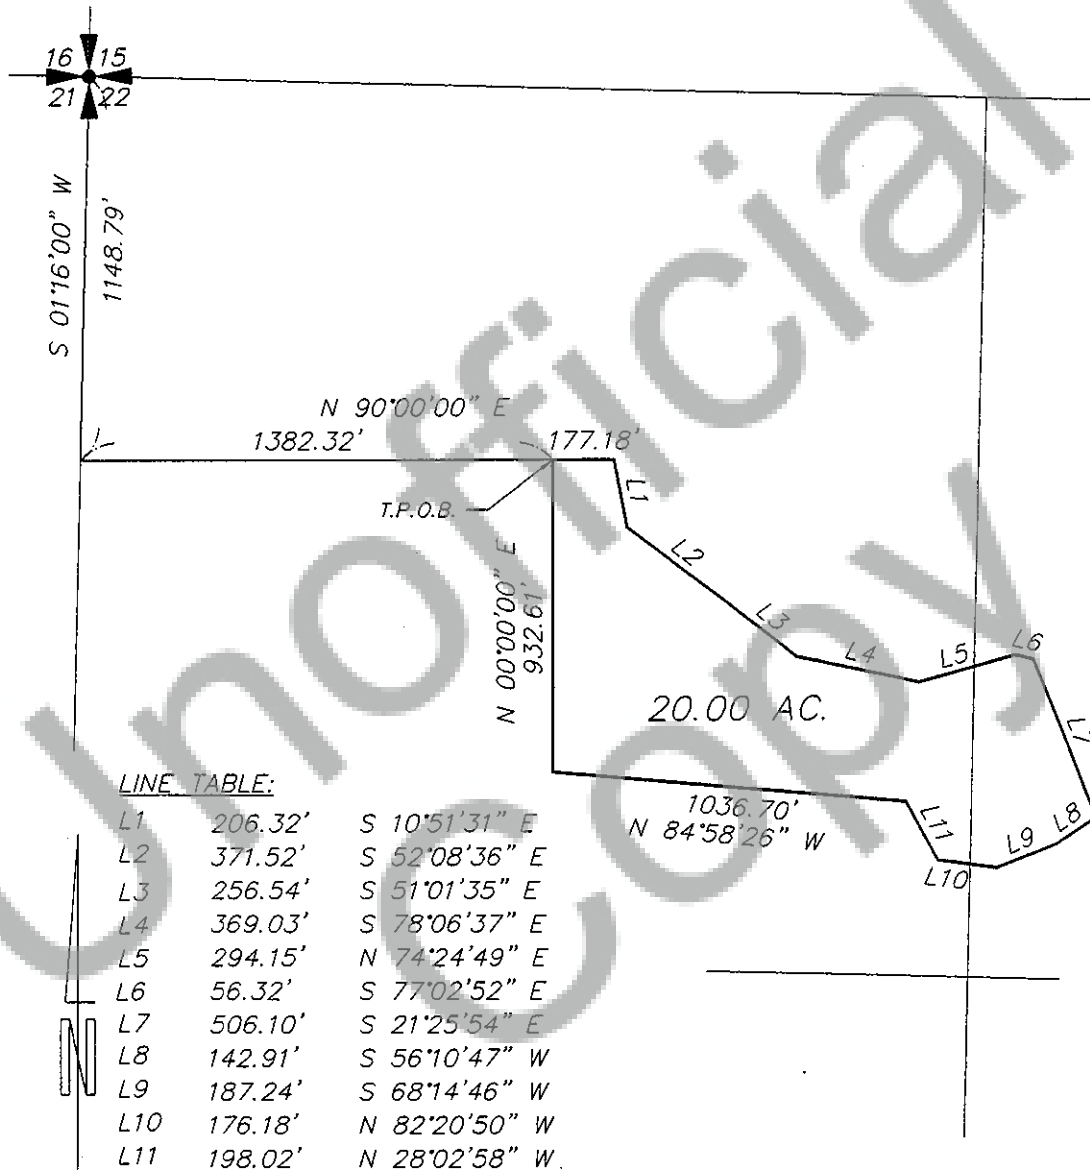 16 15
21 22
S 01°16'00" W
1148.79'
N 90°00'00" E
1382.32'
177.18'
T.P.O.B.
L1
L2
L3
L4
L5
L6
L7
L8
L9
L10
L11
N 00°00'00" E
932.61'
20.00 AC.
1036.70'
N 84°58'26" W
LINE TABLE:
L1 206.32' S 10°51'31" E
L2 371.52' S 52°08'36" E
L3 256.54' S 51°01'35" E
L4 369.03' S 78°06'37" E
L5 294.15' N 74°24'49" E
L6 56.32' S 77°02'52" E
L7 506.10' S 21°25'54" E
L8 142.91' S 56°10'47" W
L9 187.24' S 68°14'46" W
L10 176.18' N 82°20'50" W
L11 198.02' N 28°02'58" W
N
Unofficial
Copy